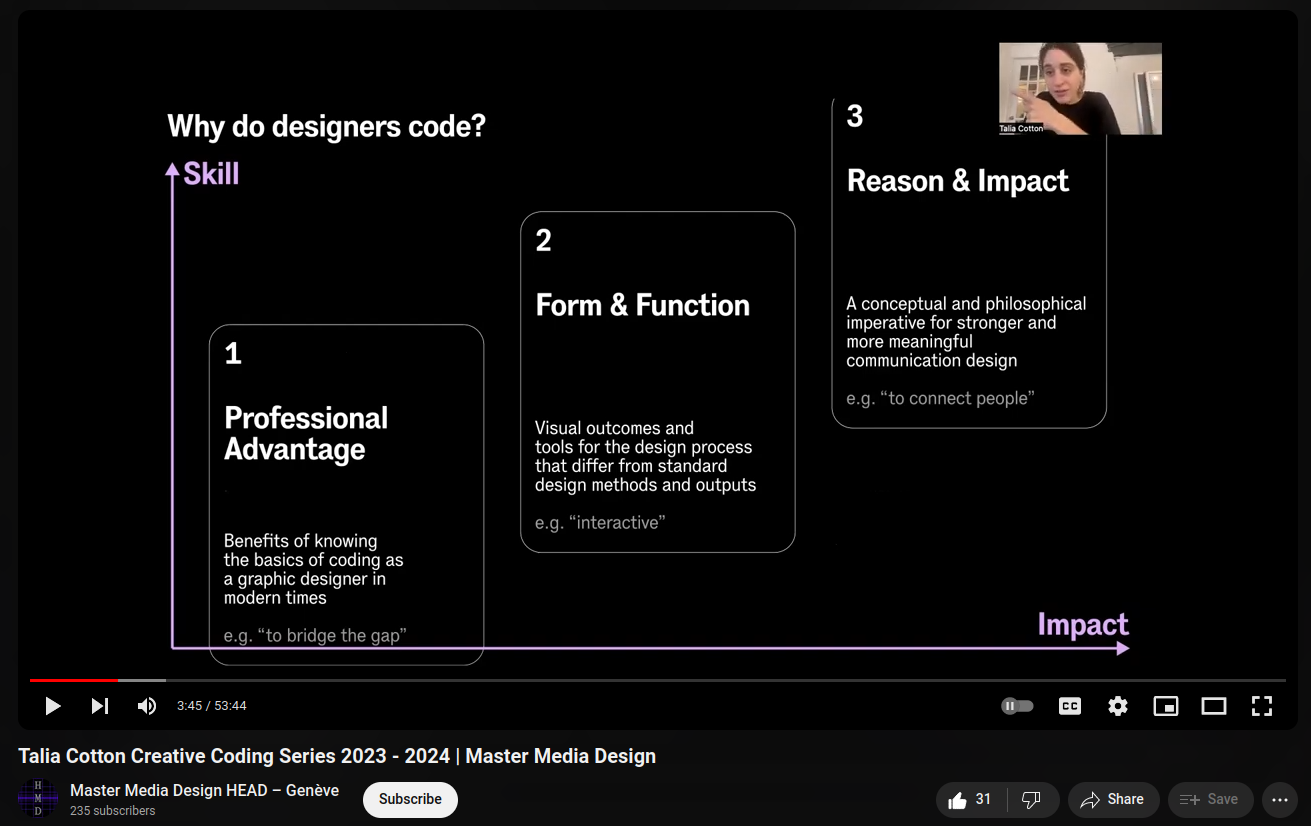 Why do designers code?
Skill
1
Professional
Advantage
Benefits of knowing
the basics of coding as
a graphic designer in
modern times
e.g. “to bridge the gap”
2
Form & Function
Visual outcomes and
tools for the design process
that differ from standard
design methods and outputs
e.g. “interactive”
3
Reason & Impact
A conceptual and philosophical
imperative for stronger and
more meaningful
communication design
e.g. “to connect people”
Talia Cotton
Impact
3:45 / 53:44
CC
Talia Cotton Creative Coding Series 2023 - 2024 | Master Media Design
H
M
D
Master Media Design HEAD – Genève
235 subscribers
Subscribe
31
Share
Save